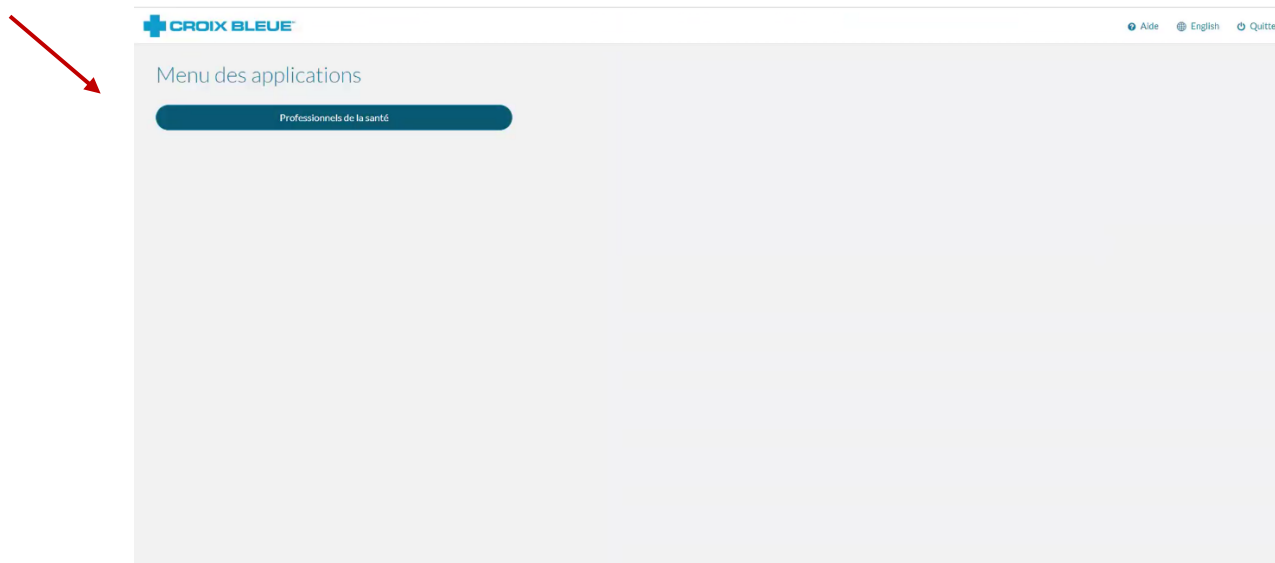 CROIX BLEUE
Aide English Quitte
Menu des applications
Professionnels de la santé